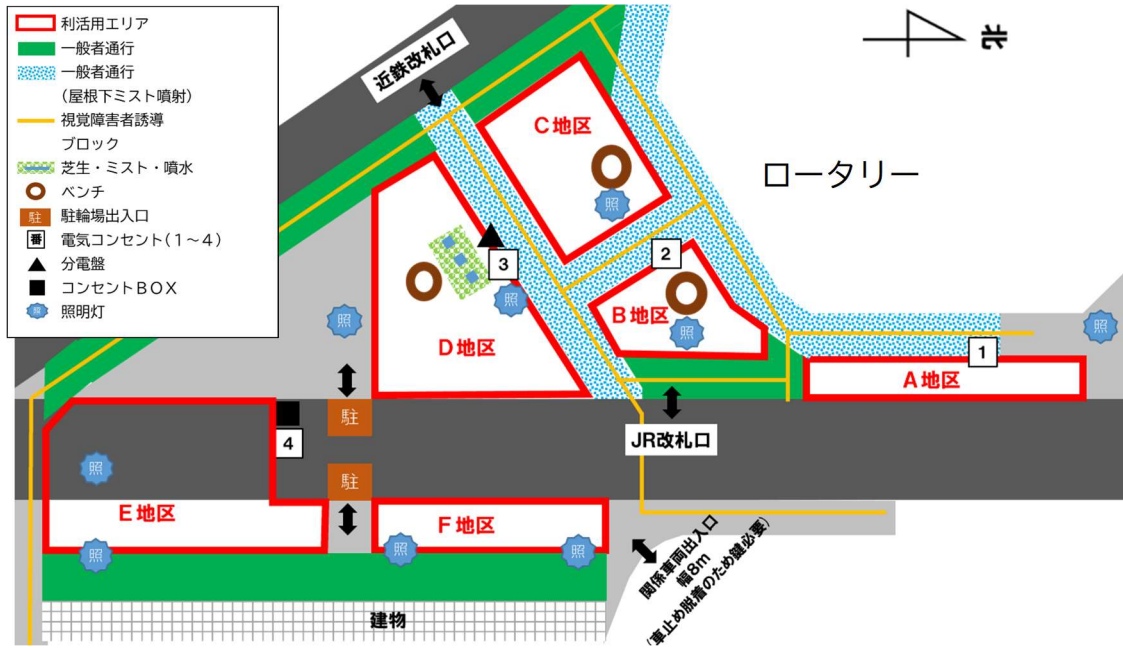 利活用エリア
一般者通行
一般者通行
(屋根下ミスト噴射)
視覚障害者誘導
ブロック
芝生・ミスト・噴水
ベンチ
駐 駐輪場出入口
番 電気コンセント(1～4)
分電盤
コンセントBOX
照 照明灯
北
近鉄改札口
C地区
照
ロータリー
2
3
照
B地区
照
D地区
照
照
1
A地区
駐
4
JR改札口
照
駐
E地区
F地区
照
照
照
関係車両出入口
幅8m
(車止め脱着のため鍵必要)
建物